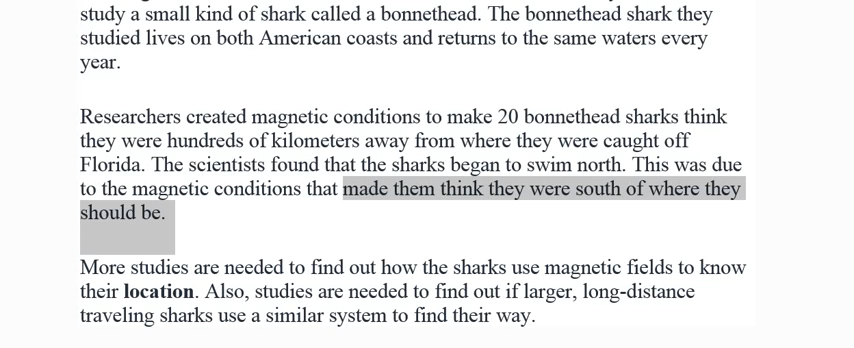 study a small kind of shark called a bonnethead. The bonnethead shark they
studied lives on both American coasts and returns to the same waters every
year.
Researchers created magnetic conditions to make 20 bonnethead sharks think
they were hundreds of kilometers away from where they were caught off
Florida. The scientists found that the sharks began to swim north. This was due
to the magnetic conditions that made them think they were south of where they
should be.
More studies are needed to find out how the sharks use magnetic fields to know
their location. Also, studies are needed to find out if larger, long-distance
traveling sharks use a similar system to find their way.